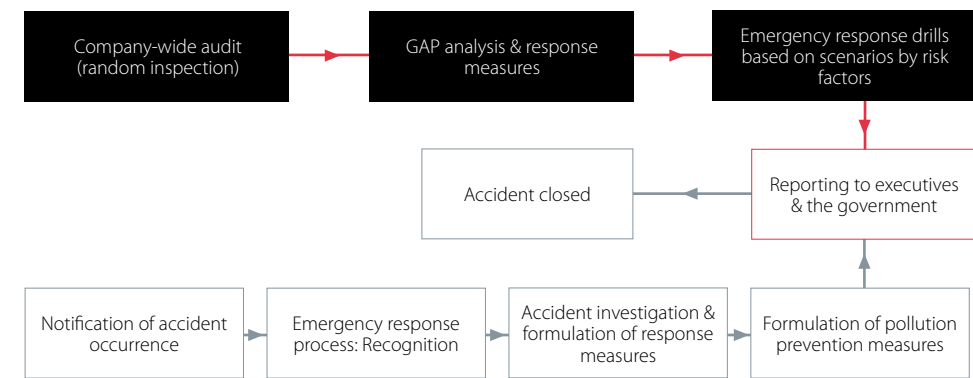 Company-wide audit
(random inspection)
GAP analysis & response
measures
Emergency response drills
based on scenarios by risk
factors
Accident closed
Reporting to executives
& the government
Notification of accident
occurrence
Emergency response
process: Recognition
Accident investigation &
formulation of response
measures
Formulation of pollution
prevention measures